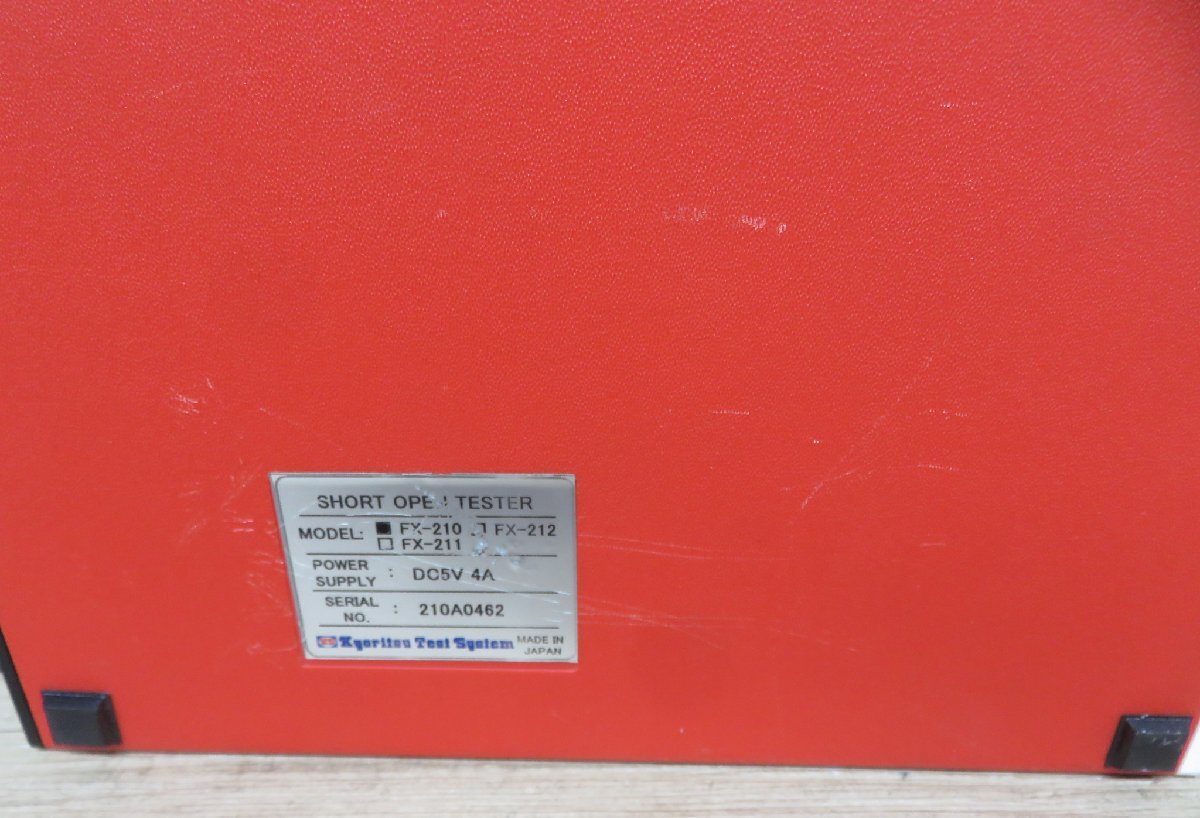 SHORT OPEN TESTER
MODEL: ■ FX-210 □ FX-212
□ FX-211
POWER SUPPLY : DC5V 4A
SERIAL NO. : 210A0462
Kyoritsu Test System MADE IN JAPAN